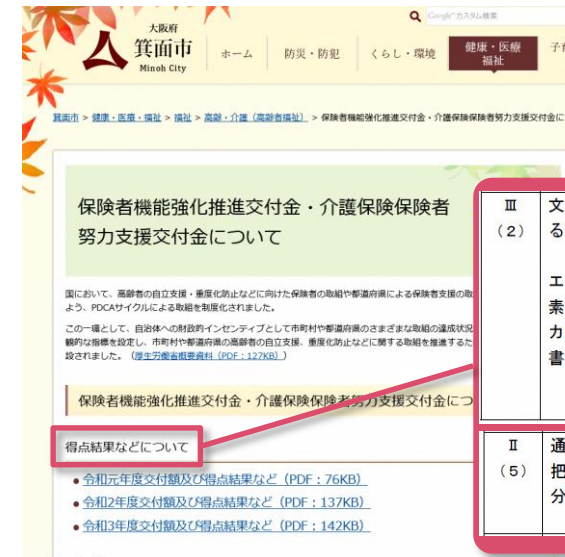 Google カスタム検索
大阪府
箕面市
Minoh City
ホーム
防災・防犯
くらし・環境
健康・医療
福祉
子育
箕面市 > 健康・医療・福祉 > 福祉 > 高齢・介護（高齢者福祉） > 保険者機能強化推進交付金・介護保険保険者努力支援交付金に
保険者機能強化推進交付金・介護保険保険者
努力支援交付金について
国において、高齢者の自立支援・重度化防止などに向けた保険者の取組や都道府県による保険者支援の取
よう、PDCAサイクルによる取組を制度化されました。
この一環として、自治体への財政的インセンティブとして市町村や都道府県のさまざまな取組の達成状況
観的な指標を設定し、市町村や都道府県の高齢者の自立支援、重度化防止などに関する取組を推進するた
設されました。（厚生労働省概要資料（PDF：127KB））
保険者機能強化推進交付金・介護保険保険者努力支援交付金につ
得点結果などについて
令和元年度交付額及び得点結果など（PDF：76KB）
令和2年度交付額及び得点結果など（PDF：137KB）
令和3年度交付額及び得点結果など（PDF：142KB）
Ⅲ
（2）
文
る
エ
素
カ
書
Ⅱ
（5）
通
把
分